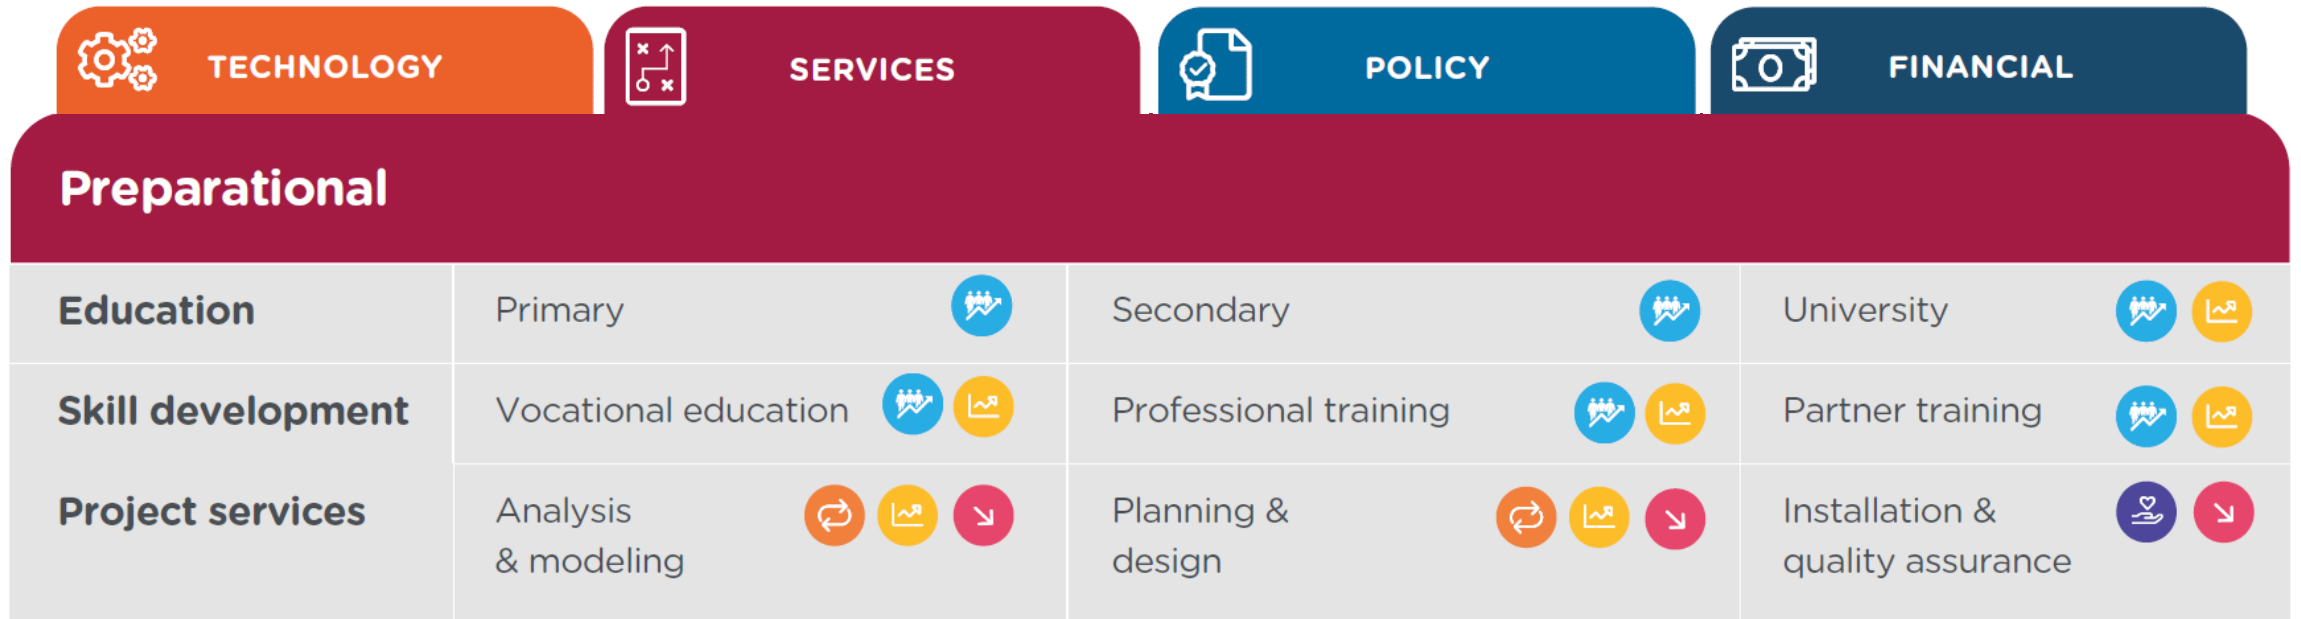 TECHNOLOGY
SERVICES
POLICY
FINANCIAL
Preparational
Education
Primary
Secondary
University
Skill development
Vocational education
Professional training
Partner training
Project services
Analysis
& modeling
Planning &
design
Installation &
quality assurance